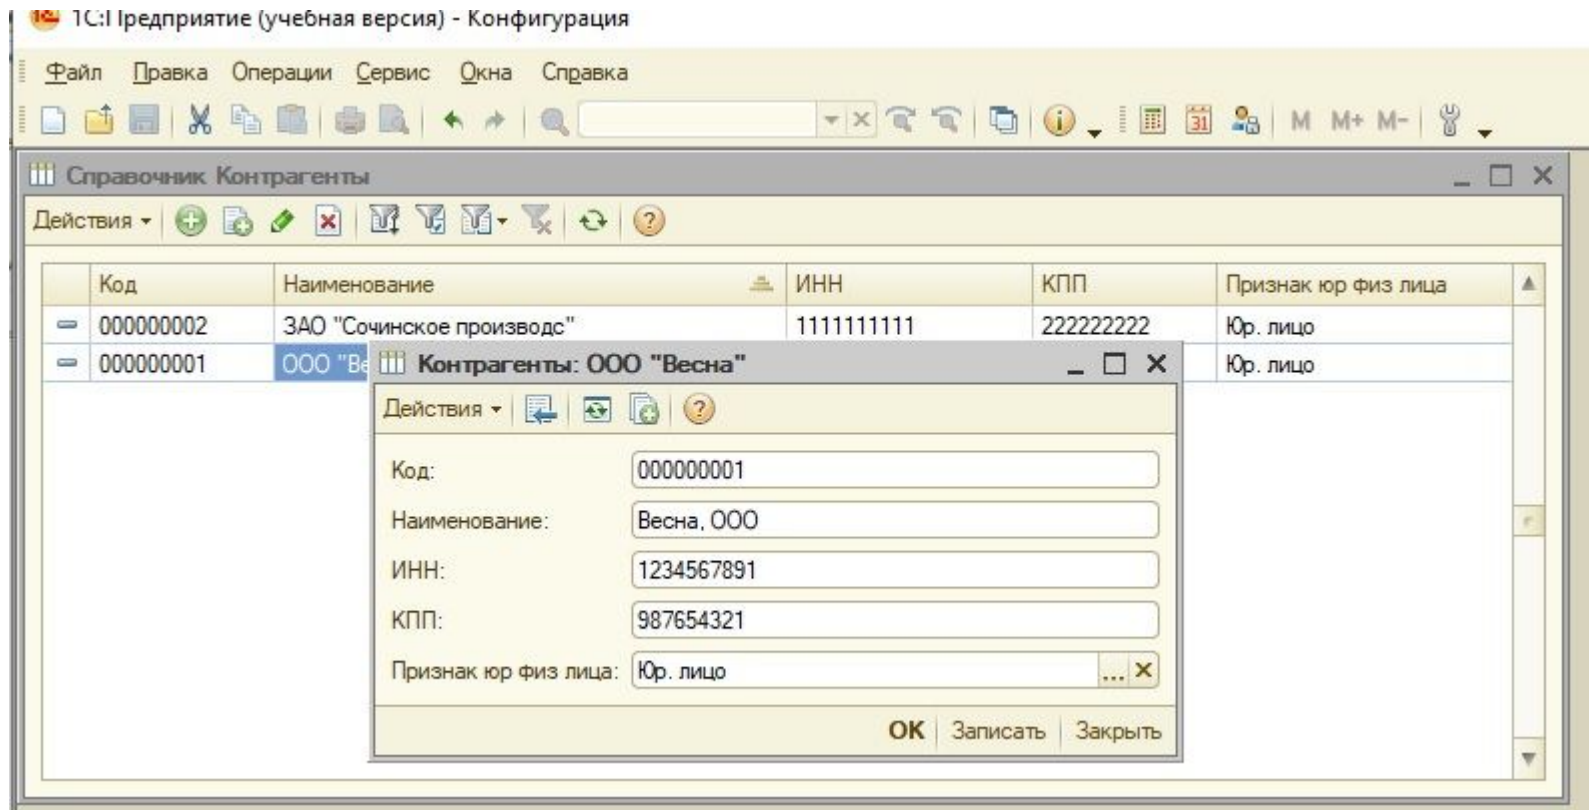 1С:Предприятие (учебная версия) - Конфигурация
Файл Правка Операции Сервис Окна Справка
31 M M+ M-
Справочник Контрагенты
Действия
Код Наименование ИНН КПП Признак юр физ лица
000000002 ЗАО "Сочинское производс" 1111111111 222222222 Юр. лицо
000000001 ООО "Ве Юр. лицо
Контрагенты: ООО "Весна"
Действия
Код: 000000001
Наименование: Весна, ООО
ИНН: 1234567891
КПП: 987654321
Признак юр физ лица: Юр. лицо ...
ОК Записать Закрыть